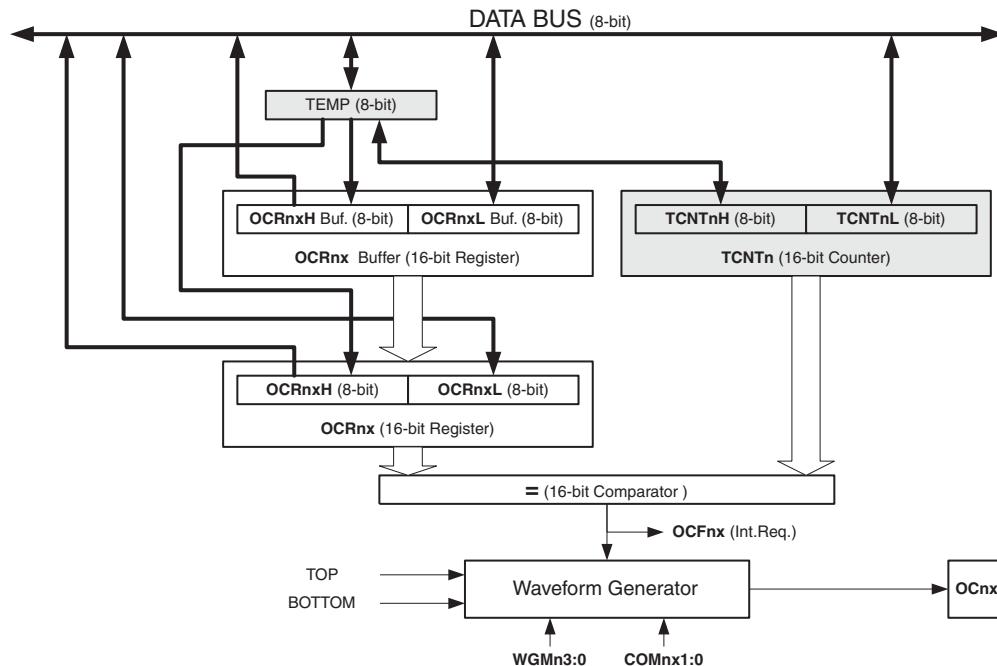 DATA BUS (8-bit)
TEMP (8-bit)
OCRnxH Buf. (8-bit) OCRnxL Buf. (8-bit)
OCRnx Buffer (16-bit Register)
TCNTnH (8-bit) TCNTnL (8-bit)
TCNTn (16-bit Counter)
OCRnxH (8-bit) OCRnxL (8-bit)
OCRnx (16-bit Register)
= (16-bit Comparator )
OCFnx (Int.Req.)
TOP
BOTTOM
Waveform Generator
OCnx
WGMn3:0 COMnx1:0